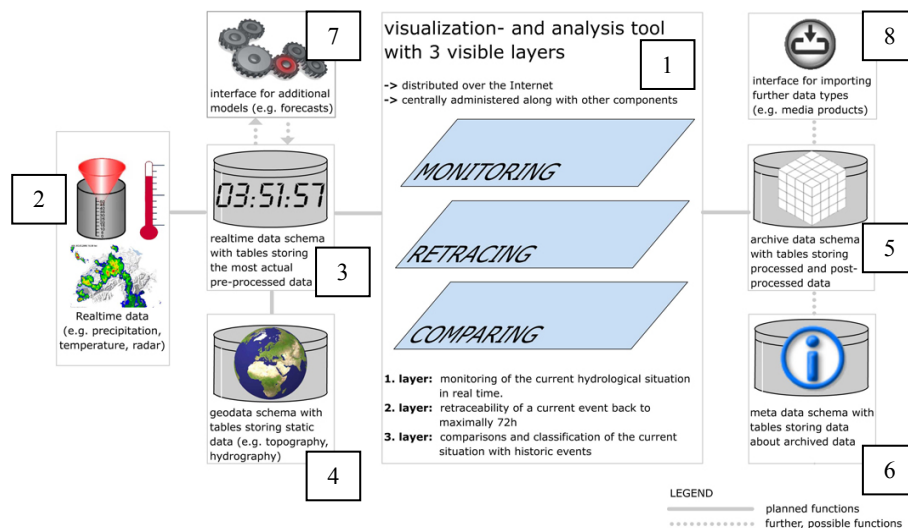 7
interface for additional
models (e.g. forecasts)
visualization- and analysis tool
with 3 visible layers
1
-> distributed over the Internet
-> centrally administered along with other components
8
interface for importing
further data types
(e.g. media products)
2
Realtime data
(e.g. precipitation,
temperature, radar)
03:51:57
realtime data schema
with tables storing
the most actual
pre-processed data
3
MONITORING
RETRACING
COMPARING
archive data schema
with tables storing
processed and post-
processed data
5
geodata schema with
tables storing static
data (e.g. topography,
hydrography)
4
1. layer: monitoring of the current hydrological situation
in real time.
2. layer: retraceability of a current event back to
maximally 72h
3. layer: comparisons and classification of the current
situation with historic events
i
meta data schema with
tables storing data
about archived data
6
LEGEND
planned functions
further, possible functions